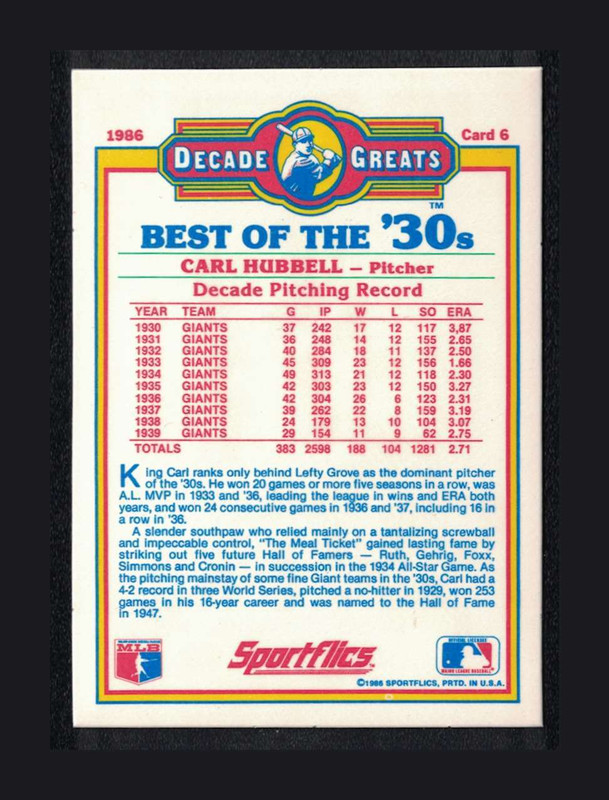 1986
Card 6
DECADE GREATS
TM
BEST OF THE '30s
CARL HUBBELL — Pitcher
Decade Pitching Record
YEAR TEAM G IP W L SO ERA
1930 GIANTS 37 242 17 12 117 3,87
1931 GIANTS 36 248 14 12 155 2.65
1932 GIANTS 40 284 18 11 137 2.50
1933 GIANTS 45 309 23 12 156 1.66
1934 GIANTS 49 313 21 12 118 2.30
1935 GIANTS 42 303 23 12 150 3.27
1936 GIANTS 42 304 26 6 123 2.31
1937 GIANTS 39 262 22 8 159 3.19
1938 GIANTS 24 179 13 10 104 3.07
1939 GIANTS 29 154 11 9 62 2.75
TOTALS 383 2598 188 104 1281 2.71
King Carl ranks only behind Lefty Grove as the dominant pitcher
of the '30s. He won 20 games or more five seasons in a row, was
A.L. MVP in 1933 and '36, leading the league in wins and ERA both
years, and won 24 consecutive games in 1936 and '37, including 16 in
a row in '36.
A slender southpaw who relied mainly on a tantalizing screwball
and impeccable control, "The Meal Ticket" gained lasting fame by
striking out five future Hall of Famers — Ruth, Gehrig, Foxx,
Simmons and Cronin — in succession in the 1934 All-Star Game. As
the pitching mainstay of some fine Giant teams in the '30s, Carl had a
4-2 record in three World Series, pitched a no-hitter in 1929, won 253
games in his 16-year career and was named to the Hall of Fame
in 1947.
MLB
Sportflics
OFFICIAL LICENSEE
MAJOR LEAGUE BASEBALL
©1986 SPORTFLICS, PRTD. IN U.S.A.